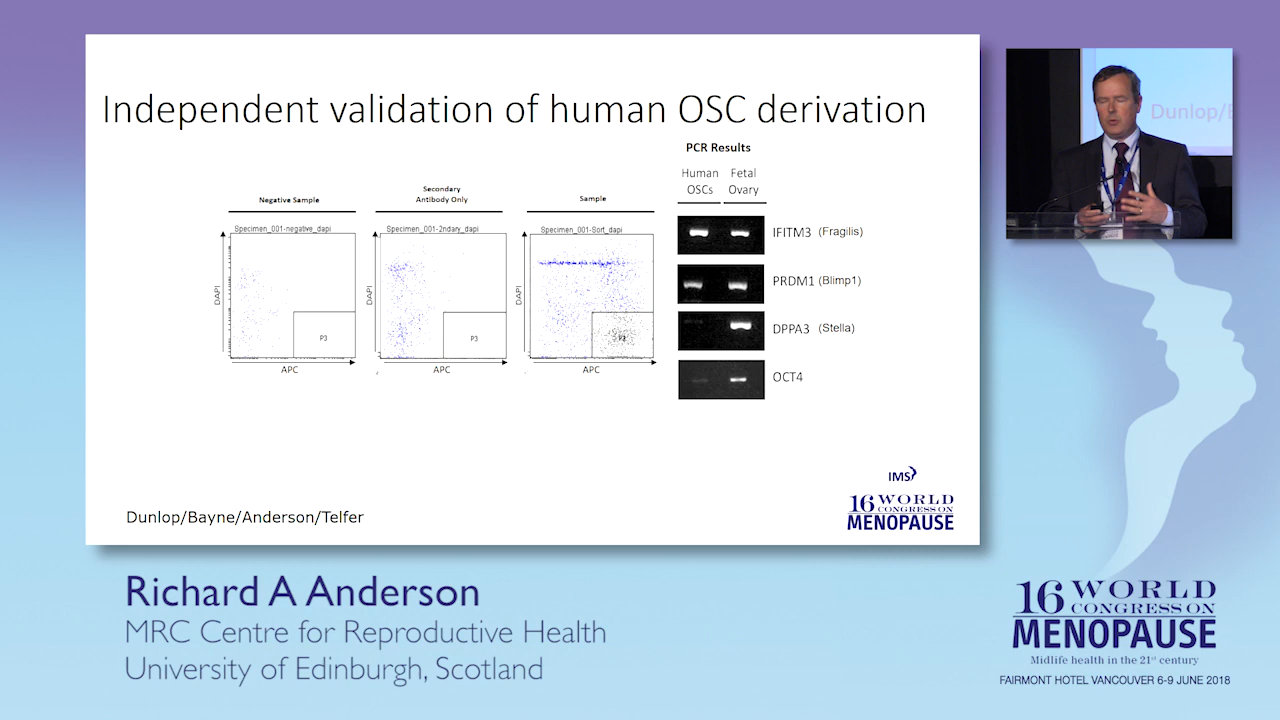 Independent validation of human OSC derivation
PCR Results
Human
OSCs
Fetal
Ovary
Negative Sample
Secondary
Antibody Only
Sample
Specimen_001-negative_dapi
Specimen_001-2ndary_dapi
Specimen_001-Sort_dapi
DAPI
P3
APC
DAPI
P3
APC
DAPI
P3
APC
IFITM3 (Fragilis)
PRDM1 (Blimp1)
DPPA3 (Stella)
OCT4
IMS
16 WORLD
CONGRESS ON
MENOPAUSE
Dunlop/Bayne/Anderson/Telfer
Dunlop/B
Richard A Anderson
MRC Centre for Reproductive Health
University of Edinburgh, Scotland
16 WORLD
CONGRESS ON
MENOPAUSE
Midlife health in the 21st century
FAIRMONT HOTEL VANCOUVER 6-9 JUNE 2018